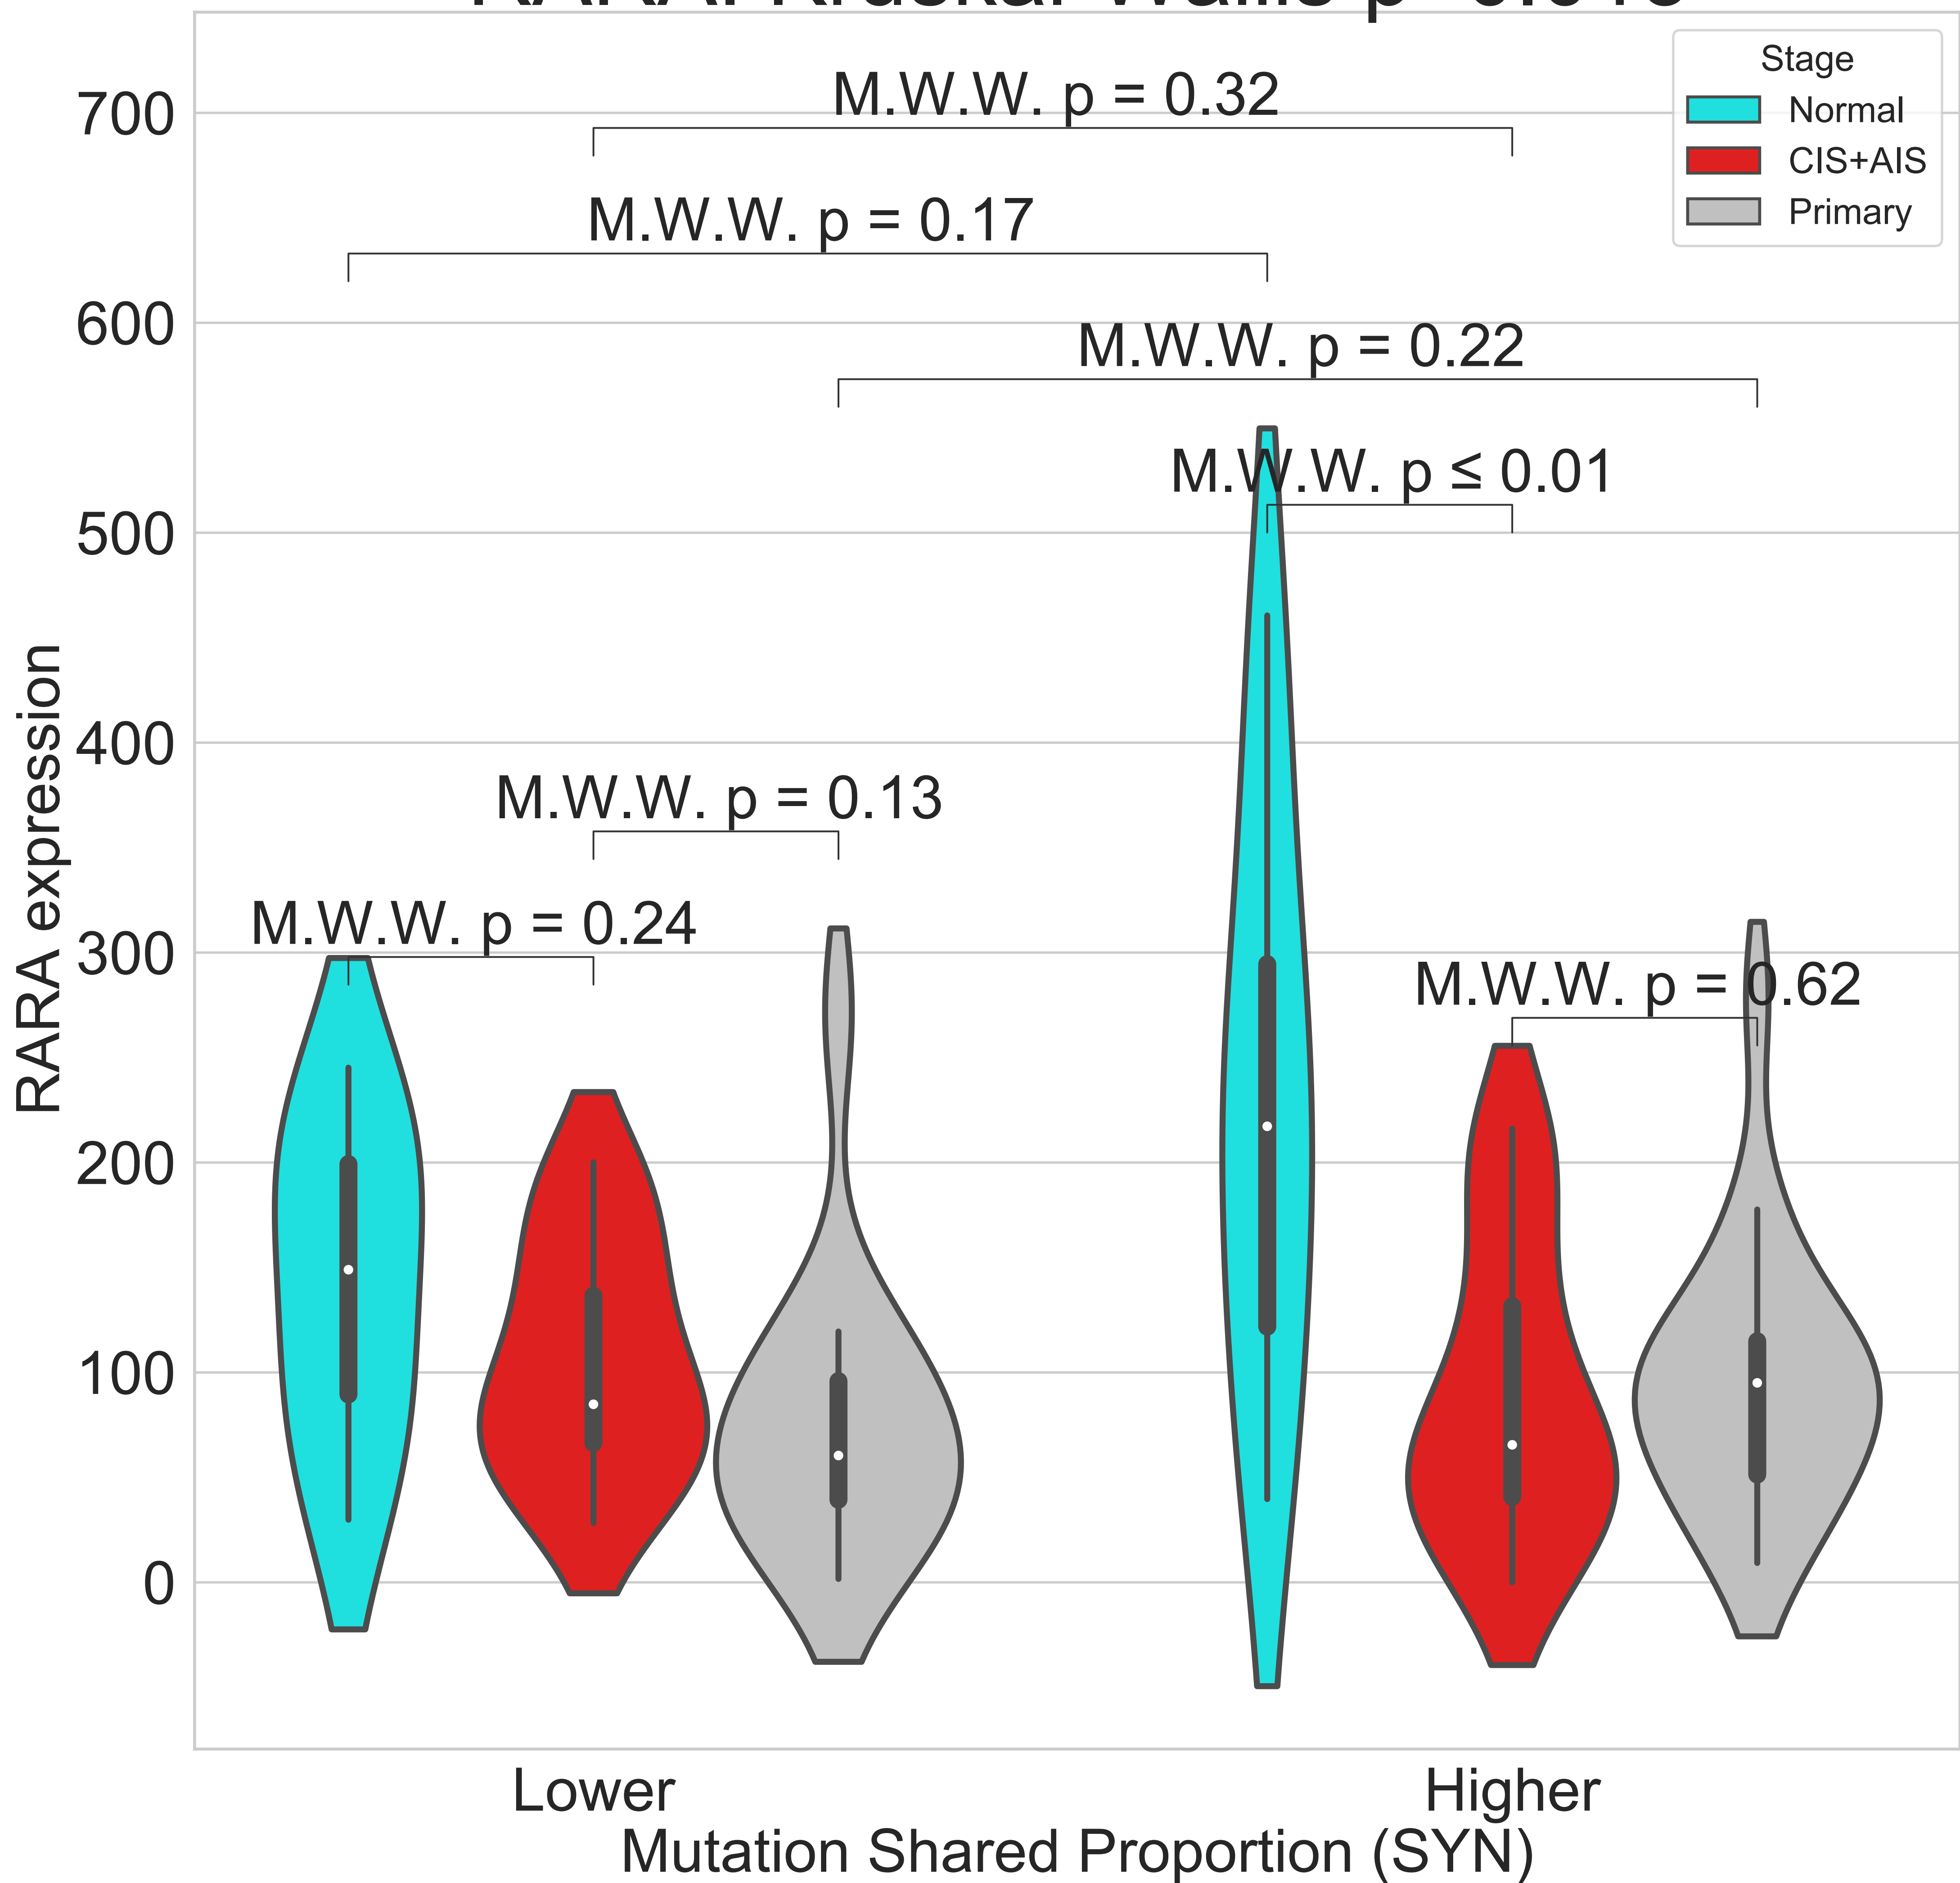 Stage
Normal
CIS+AIS
Primary
M.W.W. p = 0.32
M.W.W. p = 0.17
M.W.W. p = 0.22
M.W.W. p ≤ 0.01
M.W.W. p = 0.13
M.W.W. p = 0.24
M.W.W. p = 0.62
700
600
500
400
300
200
100
0
RARA expression
Lower
Higher
Mutation Shared Proportion (SYN)